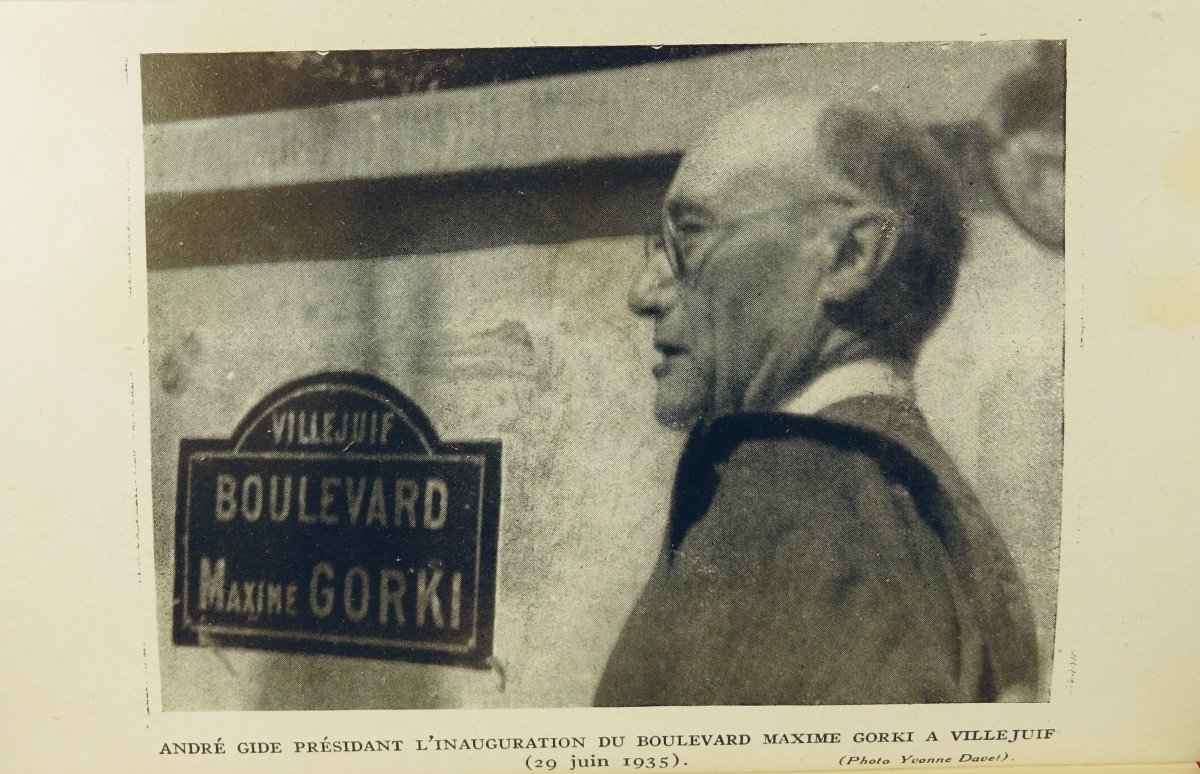 VILLEJUIF
BOULEVARD
MAXIME GORKI
ANDRÉ GIDE PRÉSIDANT L'INAUGURATION DU BOULEVARD MAXIME GORKI A VILLEJUIF
(29 juin 1935). (Photo Yvonne Davet).